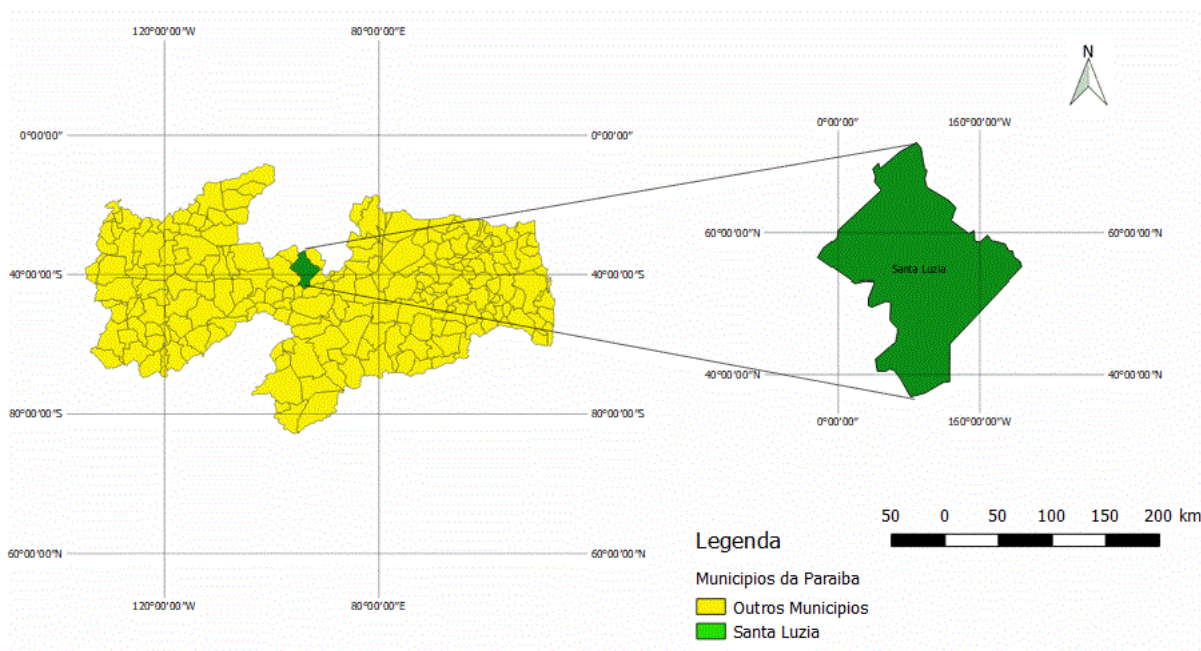 120°00'00"W 80°00'00"E
N
0°00'00" 160°00'00"W
0°00'00" 0°00'00"
60°00'00"N 60°00'00"N
Santa Luzia
40°00'00"S 40°00'00"S
40°00'00"N 40°00'00"N
80°00'00"S 80°00'00"S
0°00'00" 160°00'00"W
50 0 50 100 150 200 km
Legenda
60°00'00"N 60°00'00"N
Municipios da Paraiba
Outros Municipios
120°00'00"W 80°00'00"E
Santa Luzia